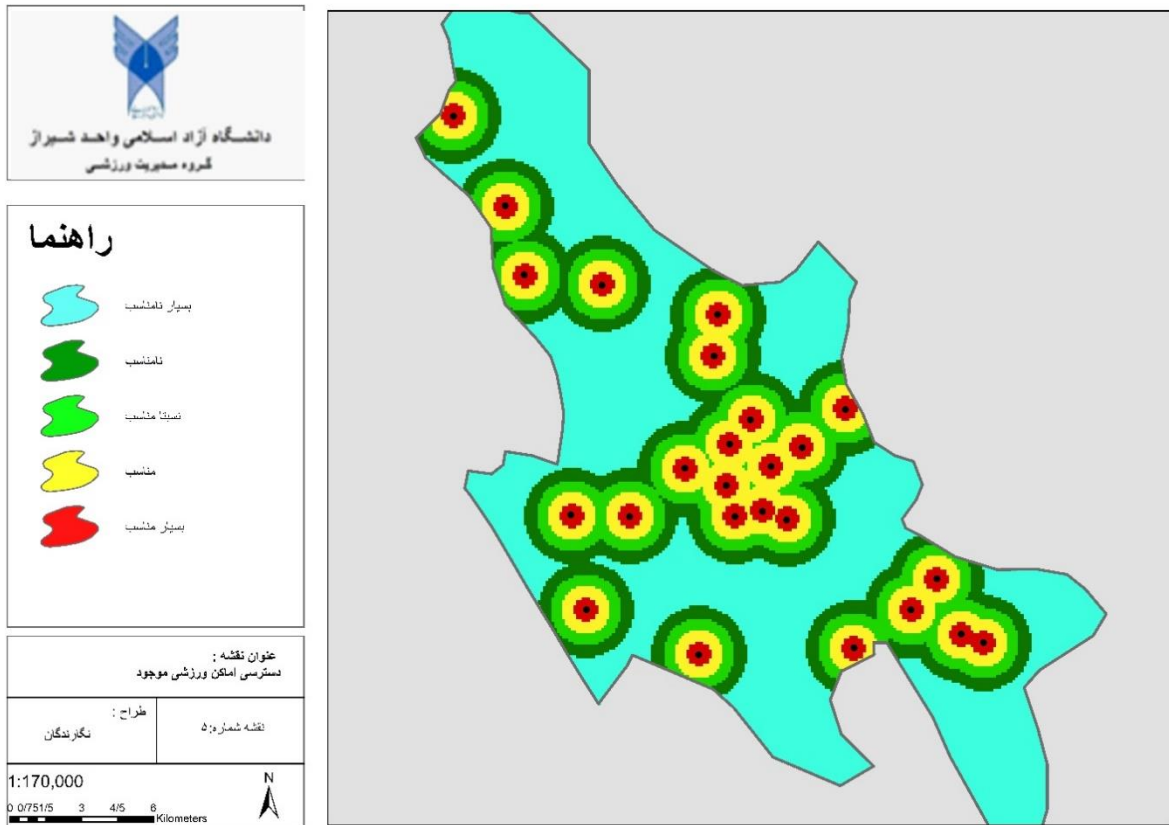 دانشگاه آزاد اسلامی واحد شیراز
گروه مدیریت ورزشی
راهنما
بسیار نامناسب
نامناسب
نسبتا مناسب
مناسب
بسیار مناسب
عنوان نقشه :
دسترسی اماکن ورزشی موجود
طراح :
نگارندگان
نقشه شماره:۵
1:170,000
N
0 0/751/5 3 4/5 6
Kilometers